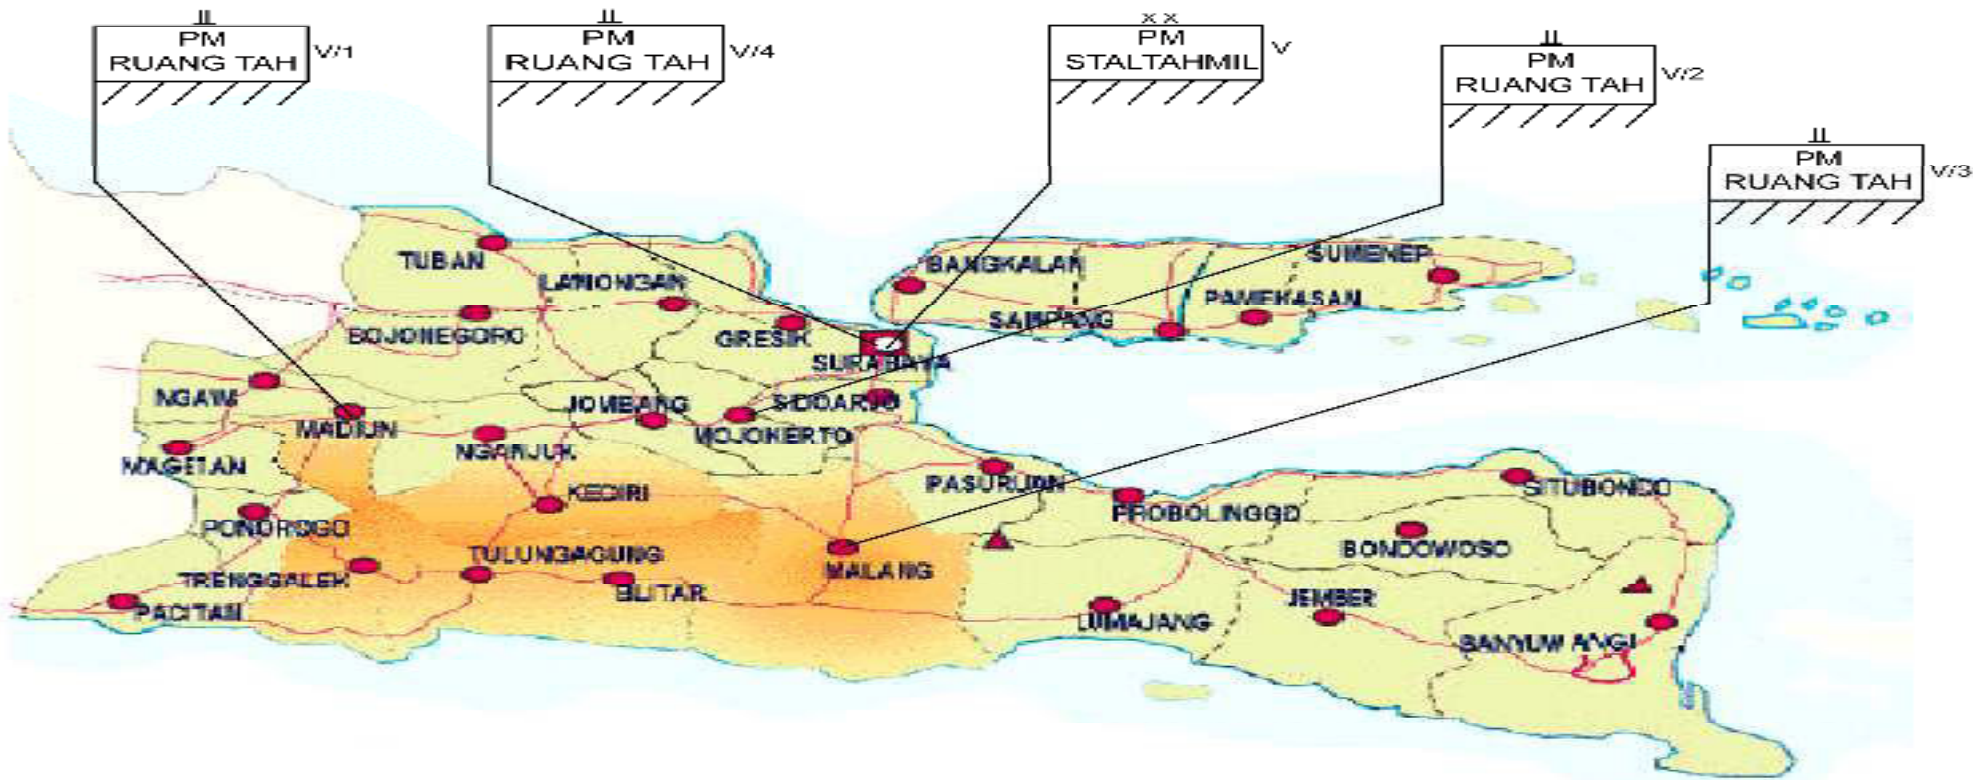 II
PM
RUANG TAH
V/1
II
PM
RUANG TAH
V/4
XX
PM
STALTAHMIL
V
II
PM
RUANG TAH
V/2
II
PM
RUANG TAH
V/3
TUBAN
LAMONGAN
BANGKALAN
SUMENEP
PAMEKASAN
SAMPANG
BOJONEGORO
GRESIK
SURABAYA
NGAWI
JOMBANG
SIDOARJO
MADIUN
MOJOKERTO
NGANJUK
MAGETAN
KEDIRI
PASURUAN
SITUBONDO
PROBOLINGGO
PONOROGO
BONDOWOSO
TULUNGAGUNG
MALANG
TRENGGALEK
BLITAR
JEMBER
PACITAN
LUMAJANG
BANYUWANGI